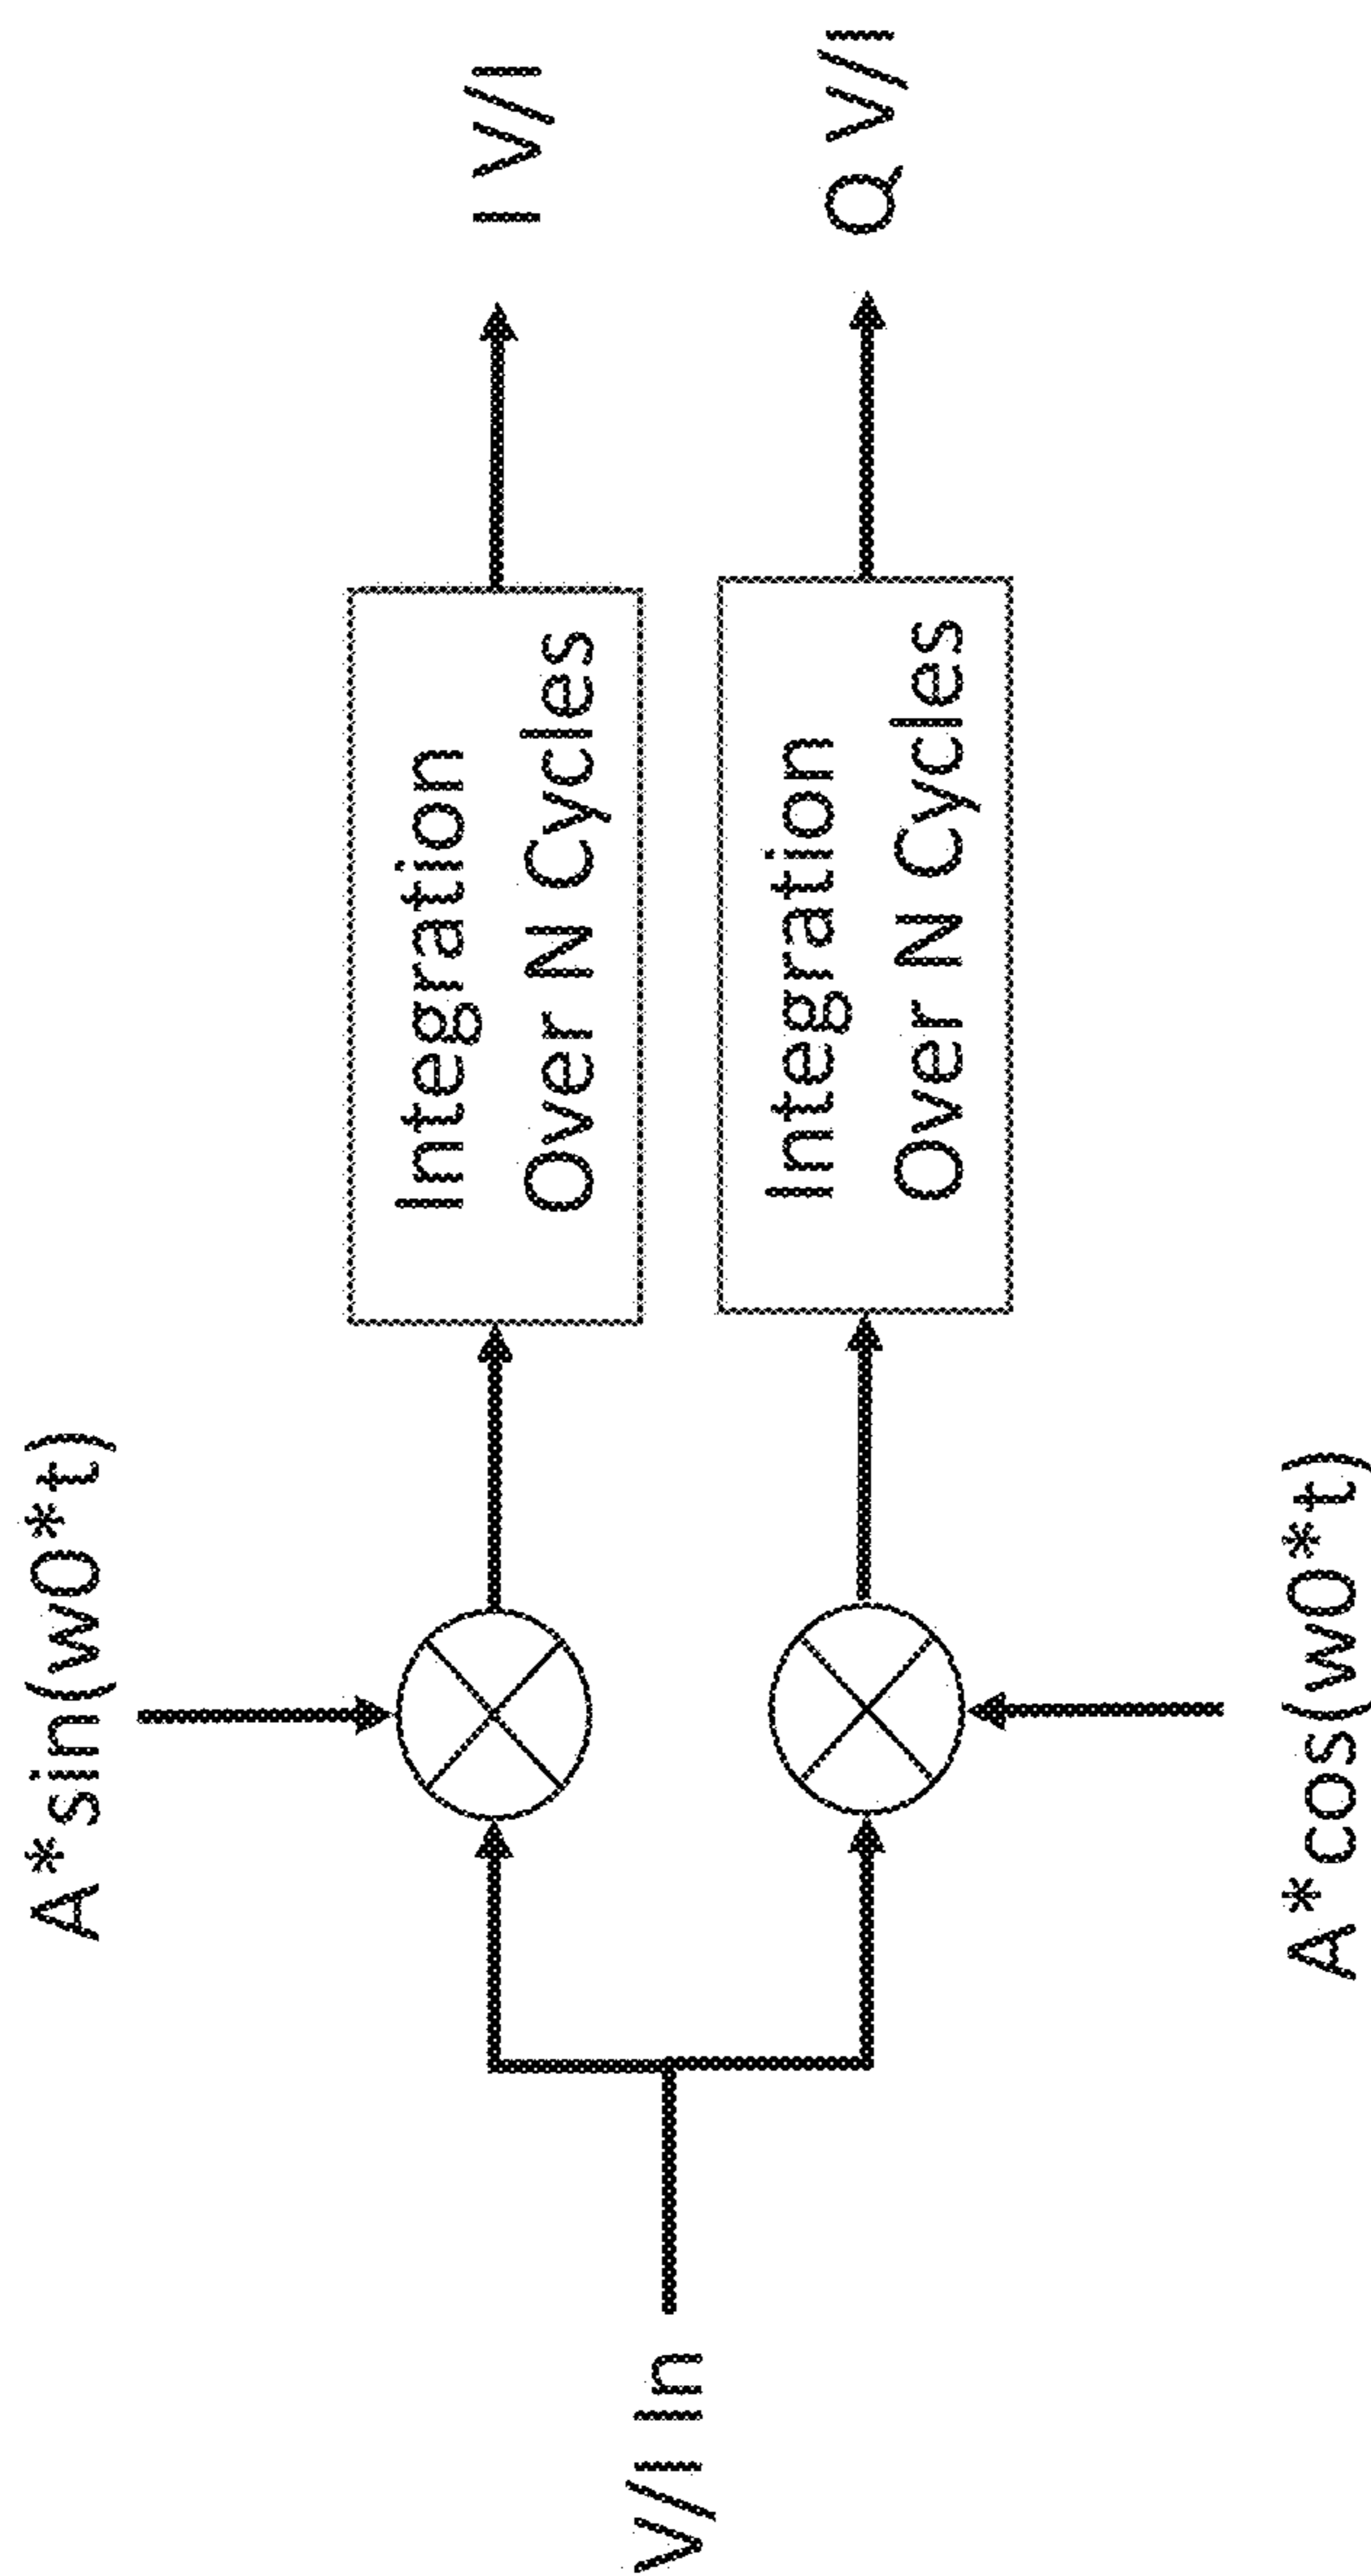 A*sin(w0*t)
V/I In
Integration
Over N Cycles
I V/I
Integration
Over N Cycles
Q V/I
A*cos(w0*t)